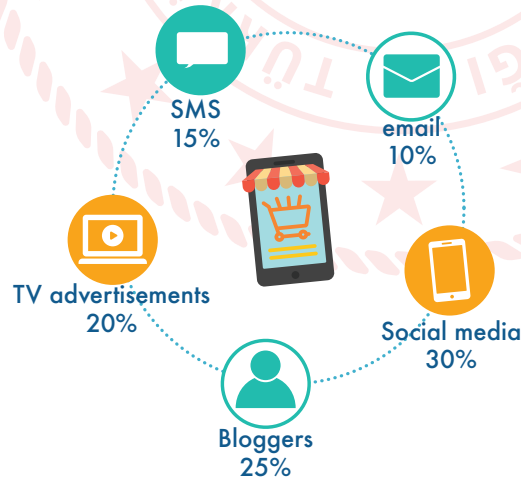 SMS
15%
email
10%
TV advertisements
20%
Social media
30%
Bloggers
25%